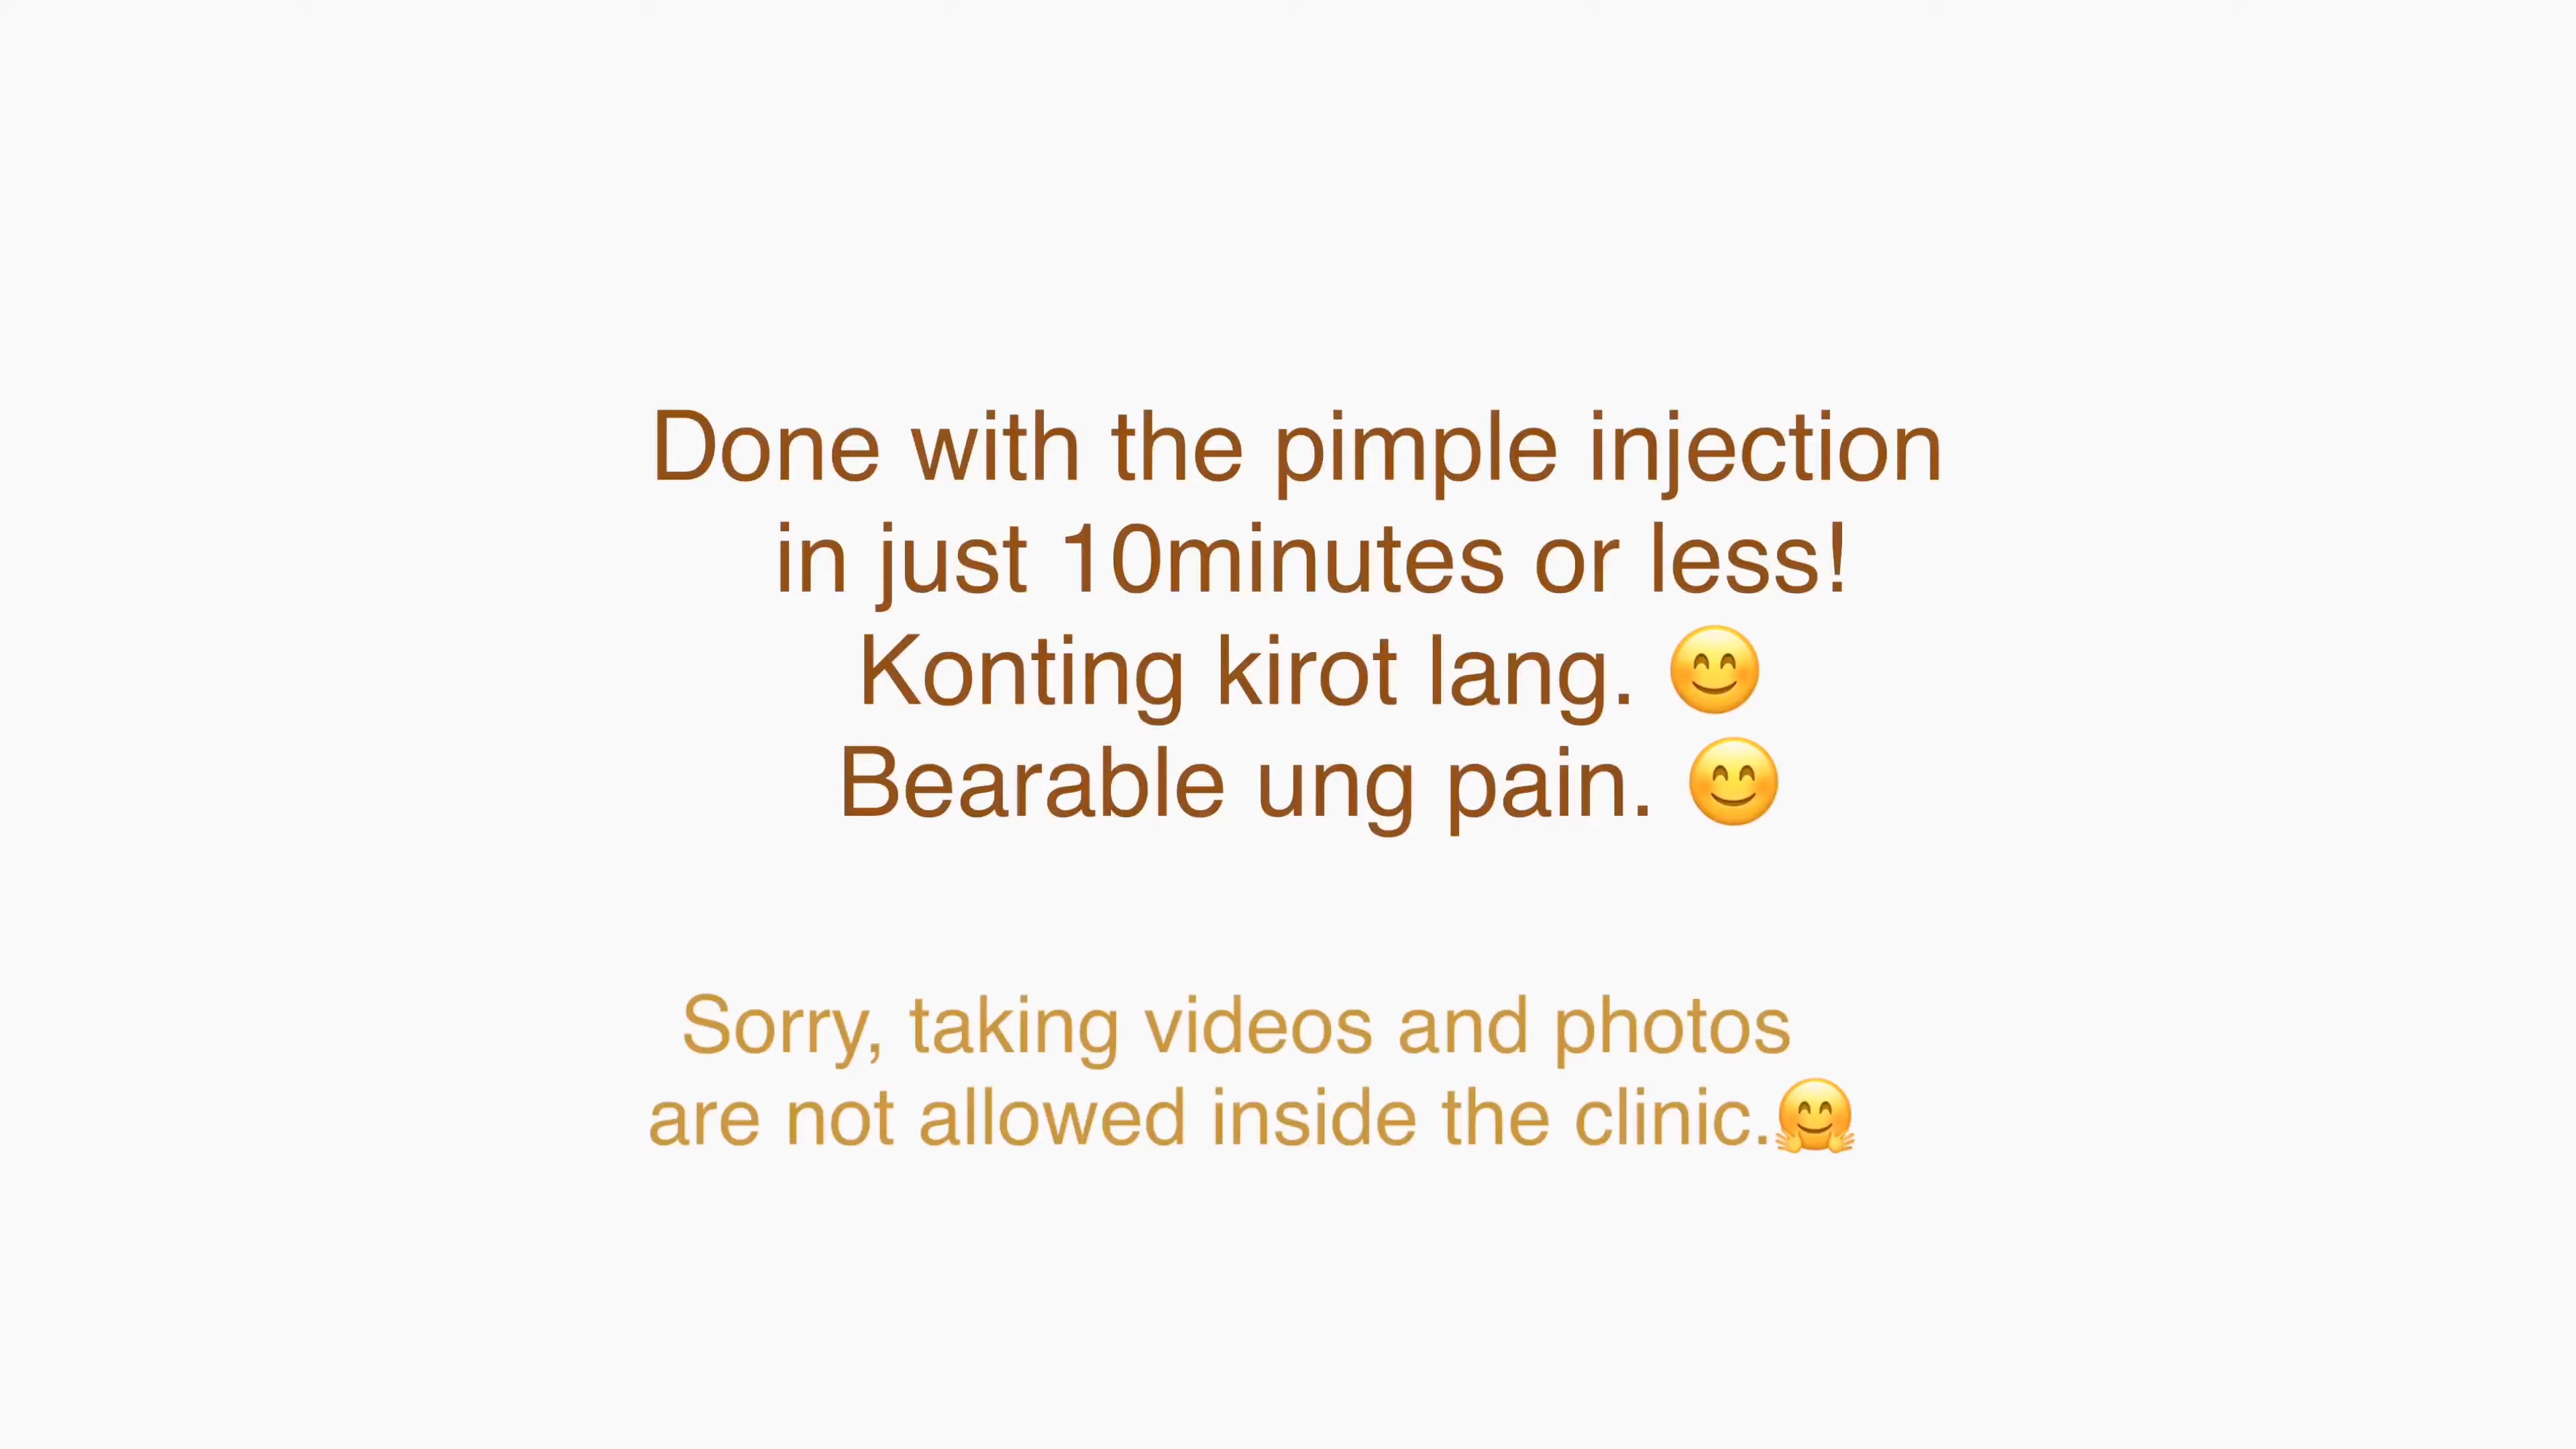 Done with the pimple injection
in just 10minutes or less!
Konting kirot lang. 😊
Bearable ung pain. 😊
Sorry, taking videos and photos
are not allowed inside the clinic.🤗